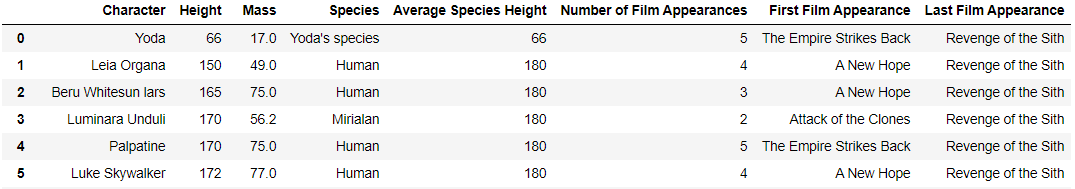 Character Height Mass Species Average Species Height Number of Film Appearances First Film Appearance Last Film Appearance
0 Yoda 66 17.0 Yoda's species 66 5 The Empire Strikes Back Revenge of the Sith
1 Leia Organa 150 49.0 Human 180 4 A New Hope Revenge of the Sith
2 Beru Whitesun lars 165 75.0 Human 180 3 A New Hope Revenge of the Sith
3 Luminara Unduli 170 56.2 Mirialan 180 2 Attack of the Clones Revenge of the Sith
4 Palpatine 170 75.0 Human 180 5 The Empire Strikes Back Revenge of the Sith
5 Luke Skywalker 172 77.0 Human 180 4 A New Hope Revenge of the Sith